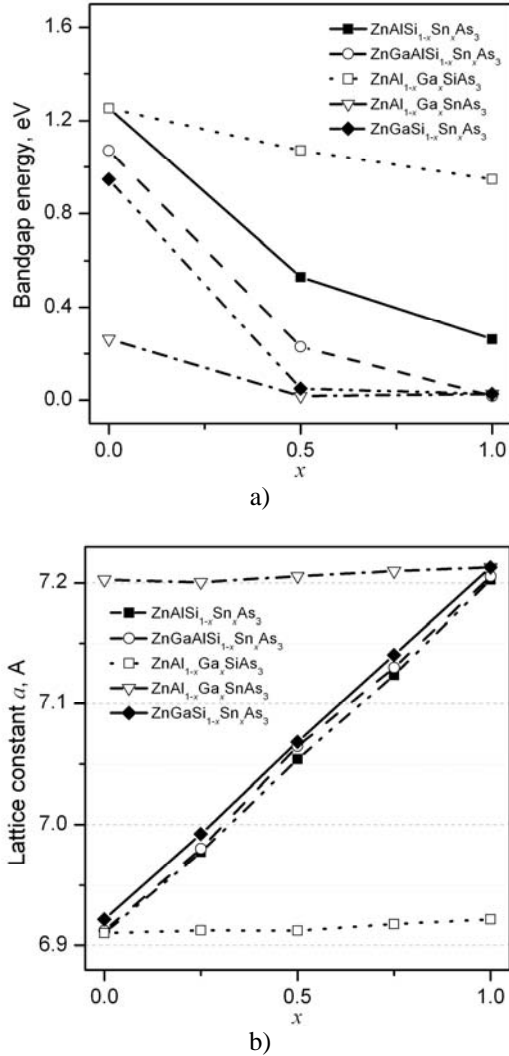 1.6
1.2
0.8
0.4
0.0
Bandgap energy, eV
ZnAlSi₁₋ₓSnₓAs₃
ZnGaAlSi₁₋ₓSnₓAs₃
ZnAl₁₋ₓGaₓSiAs₃
ZnAl₁₋ₓGaₓSnAs₃
ZnGaSi₁₋ₓSnₓAs₃
0.0 0.5 1.0
x
a)
7.2
7.1
7.0
6.9
Lattice constant a, A
ZnAlSi₁₋ₓSnₓAs₃
ZnGaAlSi₁₋ₓSnₓAs₃
ZnAl₁₋ₓGaₓSiAs₃
ZnAl₁₋ₓGaₓSnAs₃
ZnGaSi₁₋ₓSnₓAs₃
0.0 0.5 1.0
x
b)